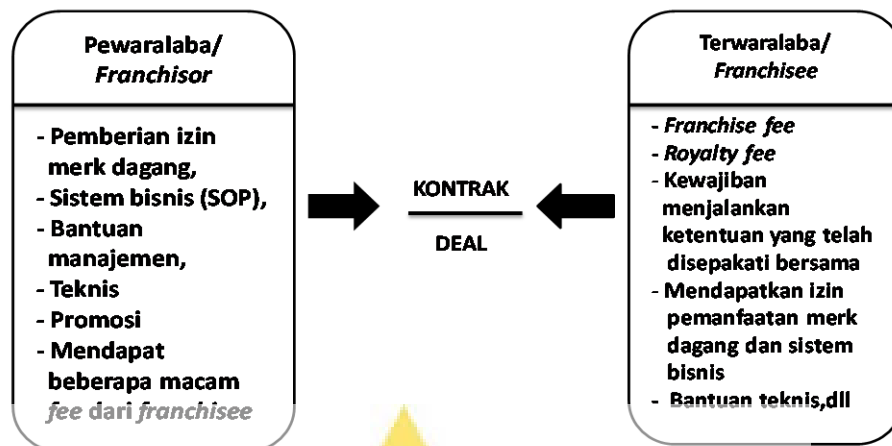 Pewaralaba/
Franchisor
- Pemberian izin
merk dagang,
- Sistem bisnis (SOP),
- Bantuan
manajemen,
- Teknis
- Promosi
- Mendapat
beberapa macam
fee dari franchisee
KONTRAK
DEAL
Terwaralaba/
Franchisee
- Franchise fee
- Royalty fee
- Kewajiban
menjalankan
ketentuan yang telah
disepakati bersama
- Mendapatkan izin
pemanfaatan merk
dagang dan sistem
bisnis
- Bantuan teknis,dll